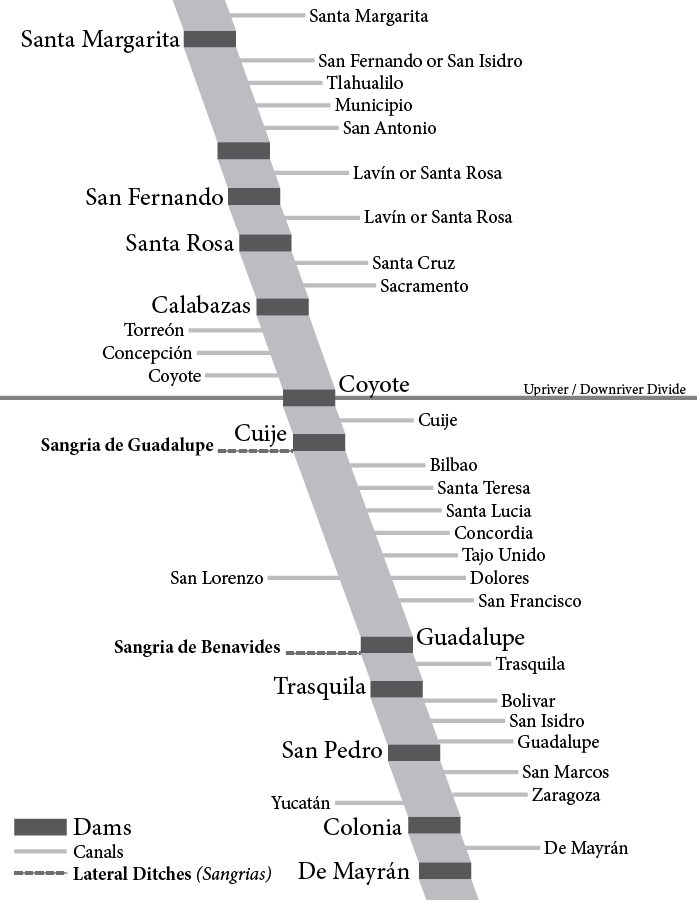 Santa Margarita
Santa Margarita
San Fernando or San Isidro
Tlahualilo
Municipio
San Antonio
Lavín or Santa Rosa
San Fernando
Lavín or Santa Rosa
Santa Rosa
Santa Cruz
Sacramento
Calabazas
Torreón
Concepción
Coyote
Coyote
Upriver / Downriver Divide
Cuije
Cuije
Sangria de Guadalupe
Bilbao
Santa Teresa
Santa Lucia
Concordia
Tajo Unido
San Lorenzo
Dolores
San Francisco
Guadalupe
Sangria de Benavides
Trasquila
Trasquila
Bolivar
San Isidro
Guadalupe
San Pedro
San Marcos
Zaragoza
Yucatán
Colonia
De Mayrán
De Mayrán
Dams
Canals
Lateral Ditches (Sangrias)